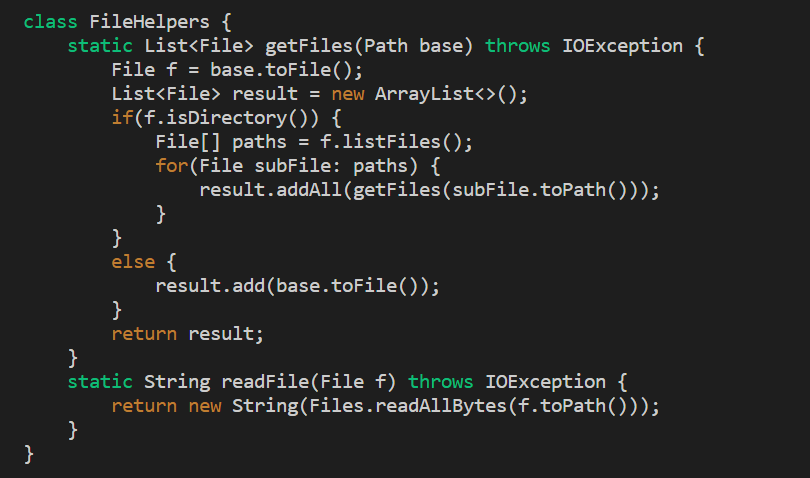 class FileHelpers {
    static List<File> getFiles(Path base) throws IOException {
        File f = base.toFile();
        List<File> result = new ArrayList<>();
        if(f.isDirectory()) {
            File[] paths = f.listFiles();
            for(File subFile: paths) {
                result.addAll(getFiles(subFile.toPath()));
            }
        }
        else {
            result.add(base.toFile());
        }
        return result;
    }
    static String readFile(File f) throws IOException {
        return new String(Files.readAllBytes(f.toPath()));
    }
}